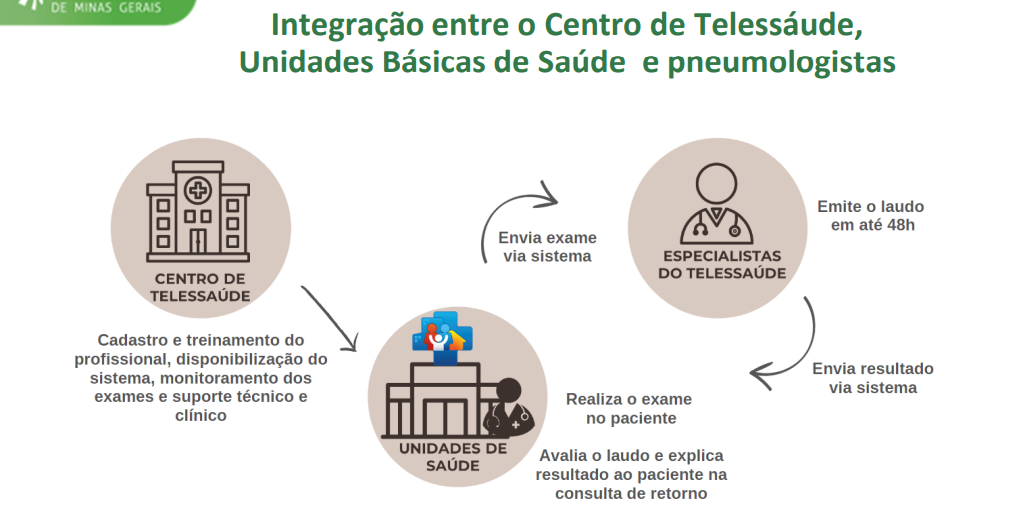 DE MINAS GERAIS
Integração entre o Centro de Telessáude,
Unidades Básicas de Saúde e pneumologistas
CENTRO DE
TELESSAÚDE
Cadastro e treinamento do
profissional, disponibilização do
sistema, monitoramento dos
exames e suporte técnico e
clínico
Envia exame
via sistema
ESPECIALISTAS
DO TELESSAÚDE
Emite o laudo
em até 48h
Envia resultado
via sistema
UNIDADES DE
SAÚDE
Realiza o exame
no paciente
Avalia o laudo e explica
resultado ao paciente na
consulta de retorno